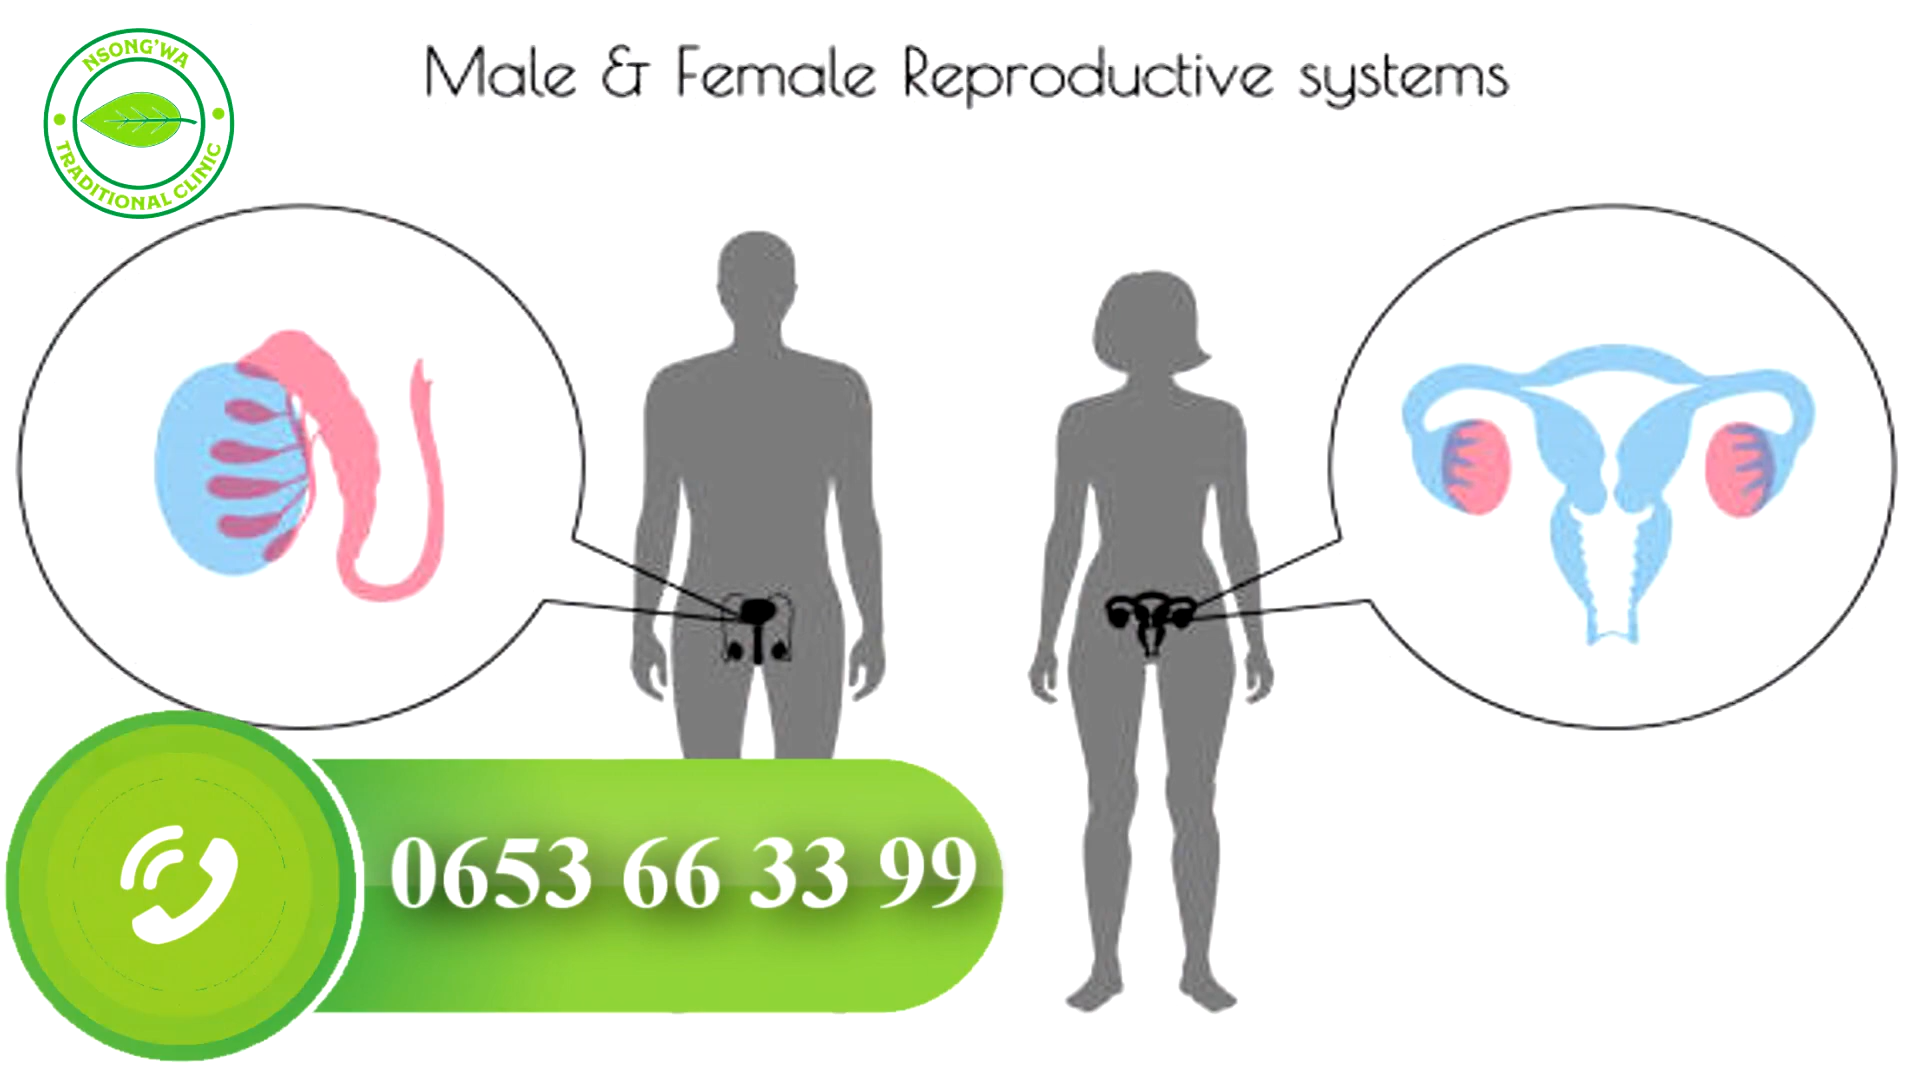 NSONG'WA
TRADITIONAL CLINIC
Male & Female Reproductive systems
0653 66 33 99